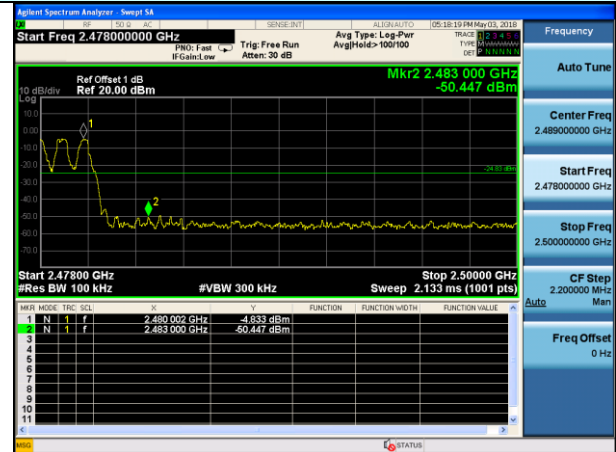 Agilent Spectrum Analyzer - Swept SA
RF 50 Ω AC SENSE:INT ALIGNAUTO 05:18:19 PM May 03, 2018
Start Freq 2.478000000 GHz
PNO: Fast
IFGain:Low
Trig: Free Run
Atten: 30 dB
Avg Type: Log-Pwr
Avg|Hold:> 100/100
TRACE 1 2 3 4 5 6
TYPE M
DET P N N N N N
Ref Offset 1 dB
Ref 20.00 dBm
10 dB/div
Log
Mkr2 2.483 000 GHz
-50.447 dBm
10.0
0.00
-10.0
-20.0
-30.0
-40.0
-50.0
-60.0
-70.0
1
2
-24.83 dBm
Start 2.47800 GHz
Stop 2.50000 GHz
#Res BW 100 kHz
#VBW 300 kHz
Sweep 2.133 ms (1001 pts)
MKR MODE TRC SCL X Y FUNCTION FUNCTION WIDTH FUNCTION VALUE
1 N 1 f 2.480 002 GHz -4.833 dBm
2 N 1 f 2.483 000 GHz -50.447 dBm
3
4
5
6
7
8
9
10
11
MSG
STATUS
Frequency
Auto Tune
Center Freq
2.489000000 GHz
Start Freq
2.478000000 GHz
Stop Freq
2.500000000 GHz
CF Step
2.200000 MHz
Auto Man
Freq Offset
0 Hz